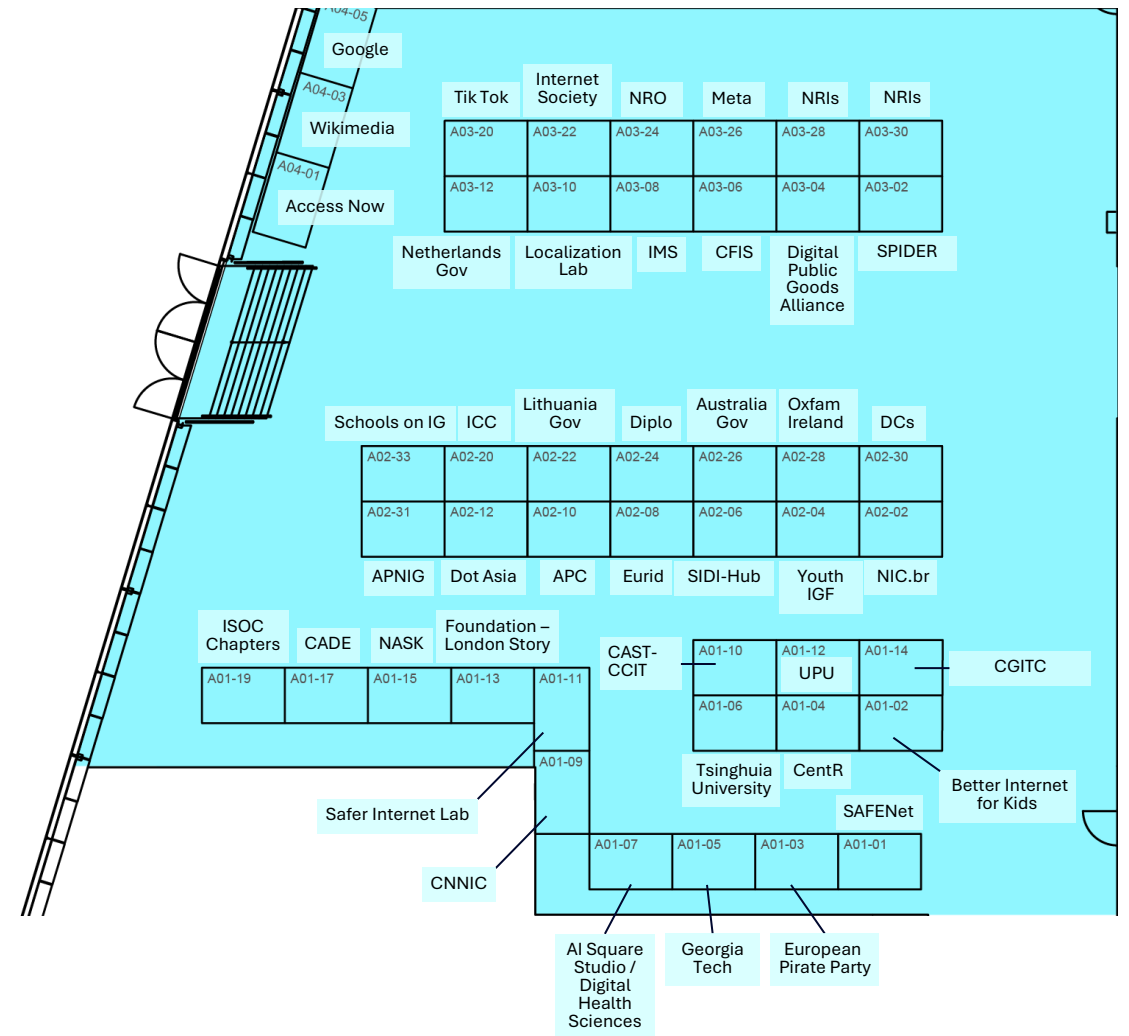 A04-05
Google
A04-03
Wikimedia
A04-01
Access Now
Tik Tok
Internet
Society
NRO
Meta
NRIs
NRIs
A03-20
A03-22
A03-24
A03-26
A03-28
A03-30
A03-12
A03-10
A03-08
A03-06
A03-04
A03-02
Netherlands
Gov
Localization
Lab
IMS
CFIS
Digital
Public
Goods
Alliance
SPIDER
Schools on IG
ICC
Lithuania
Gov
Diplo
Australia
Gov
Oxfam
Ireland
DCs
A02-33
A02-20
A02-22
A02-24
A02-26
A02-28
A02-30
A02-31
A02-12
A02-10
A02-08
A02-06
A02-04
A02-02
APNIG
Dot Asia
APC
Eurid
SIDI-Hub
Youth
IGF
NIC.br
ISOC
Chapters
CADE
NASK
Foundation –
London Story
A01-19
A01-17
A01-15
A01-13
A01-11
A01-09
CAST-
CCIT
A01-10
A01-12
UPU
A01-14
CGITC
A01-06
A01-04
A01-02
Tsinghuia
University
CentR
Better Internet
for Kids
Safer Internet Lab
CNNIC
SAFENet
A01-07
A01-05
A01-03
A01-01
AI Square
Studio /
Digital
Health
Sciences
Georgia
Tech
European
Pirate Party